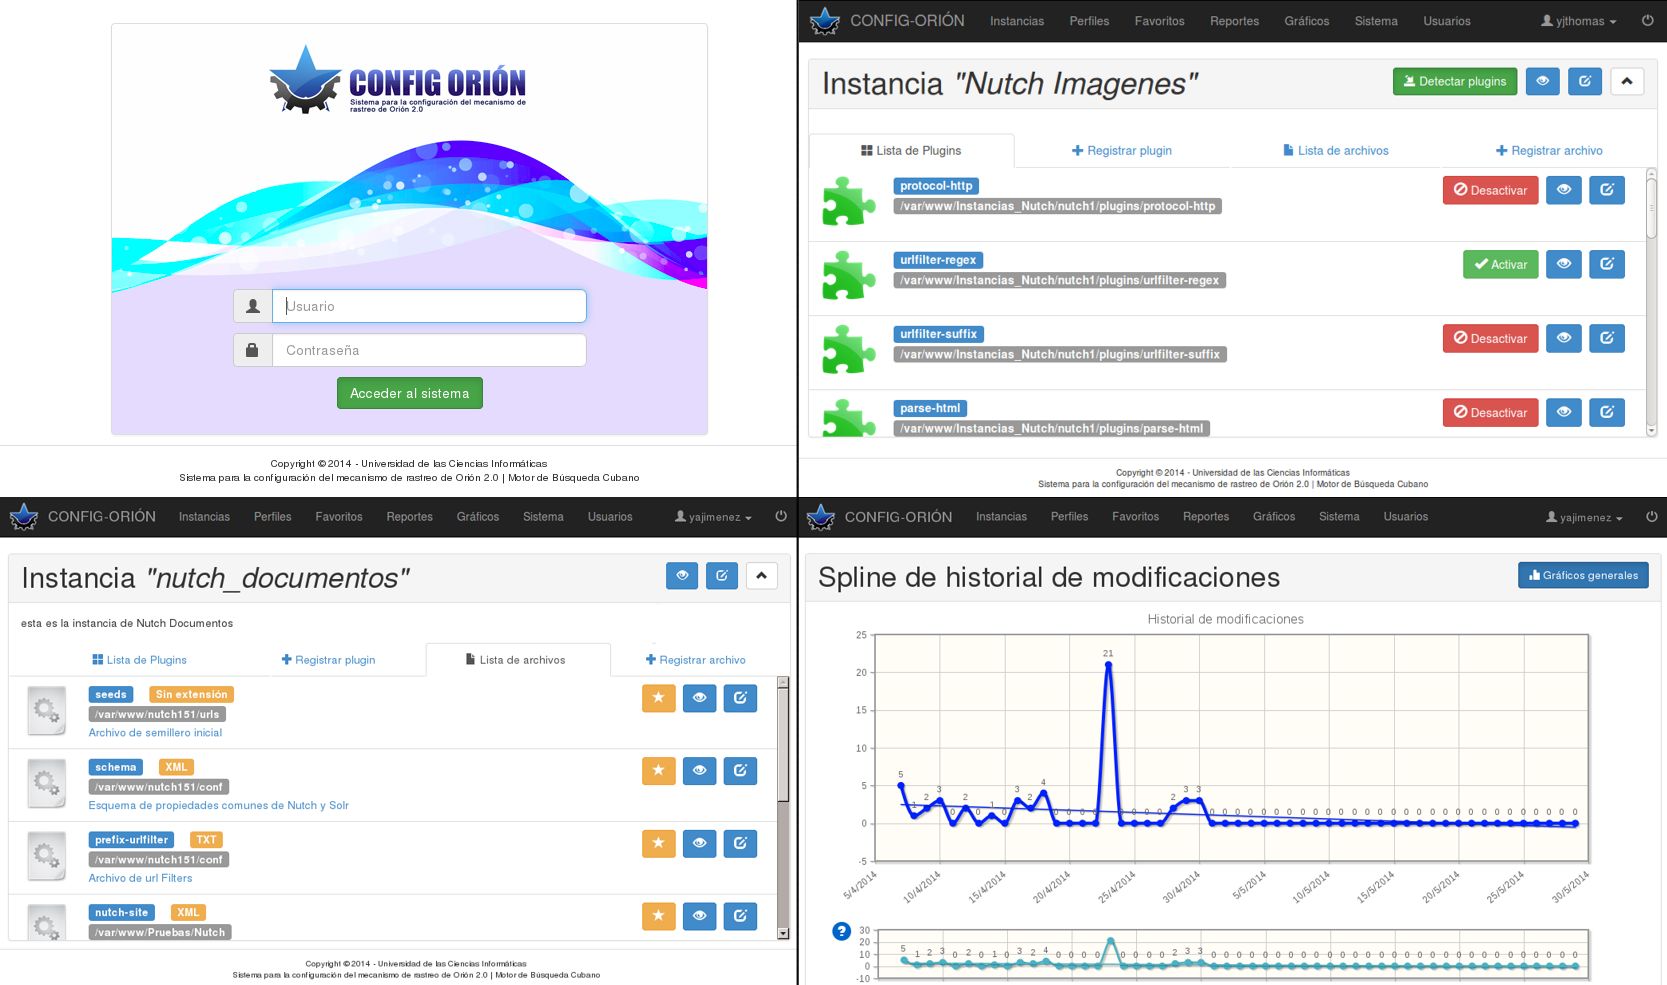 CONFIG ORIÓN
Sistema para la configuración del mecanismo de
rastreo de Orión 2.0
Usuario
Contraseña
Acceder al sistema
Copyright © 2014 - Universidad de las Ciencias Informáticas
Sistema para la configuración del mecanismo de rastreo de Orión 2.0 | Motor de Búsqueda Cubano
CONFIG-ORIÓN Instancias Perfiles Favoritos Reportes Gráficos Sistema Usuarios yjthomas
Instancia "Nutch Imagenes" Detectar plugins
Lista de Plugins Registrar plugin Lista de archivos Registrar archivo
protocol-http Desactivar
/var/www/Instancias_Nutch/nutch1/plugins/protocol-http
urlfilter-regex Activar
/var/www/Instancias_Nutch/nutch1/plugins/urlfilter-regex
urlfilter-suffix Desactivar
/var/www/Instancias_Nutch/nutch1/plugins/urlfilter-suffix
parse-html Desactivar
/var/www/Instancias_Nutch/nutch1/plugins/parse-html
Copyright © 2014 - Universidad de las Ciencias Informáticas
Sistema para la configuración del mecanismo de rastreo de Orión 2.0 | Motor de Búsqueda Cubano
CONFIG-ORIÓN Instancias Perfiles Favoritos Reportes Gráficos Sistema Usuarios yajimenez
Instancia "nutch_documentos"
esta es la instancia de Nutch Documentos
Lista de Plugins Registrar plugin Lista de archivos Registrar archivo
seeds Sin extensión
/var/www/nutch151/urls
Archivo de semillero inicial
schema XML
/var/www/nutch151/conf
Esquema de propiedades comunes de Nutch y Solr
prefix-urlfilter TXT
/var/www/nutch151/conf
Archivo de url Filters
nutch-site XML
/var/www/Pruebas/Nutch
Copyright © 2014 - Universidad de las Ciencias Informáticas
Sistema para la configuración del mecanismo de rastreo de Orión 2.0 | Motor de Búsqueda Cubano
CONFIG-ORIÓN Instancias Perfiles Favoritos Reportes Gráficos Sistema Usuarios yajimenez
Spline de historial de modificaciones Gráficos generales
Historial de modificaciones
25
20
15
10
5
0
-5
5 1 2 3 0 2 0 1 0 3 2 4 0 0 0 0 21 0 0 0 0 2 3 3 0 0 0 0 0 0 0 0 0 0 0 0 0 0 0 0 0 0 0 0 0 0 0 0 0 0 0 0 0
5/4/2014 10/4/2014 15/4/2014 20/4/2014 25/4/2014 30/4/2014 5/5/2014 10/5/2014 15/5/2014 20/5/2014 25/5/2014 30/5/2014
?
30
20
10
0
-10
5 1 2 3 0 2 0 1 0 3 2 4 0 0 0 0 0 0 0 0 2 3 3 0 0 0 0 0 0 0 0 0 0 0 0 0 0 0 0 0 0 0 0 0 0 0 0 0 0 0 0 0